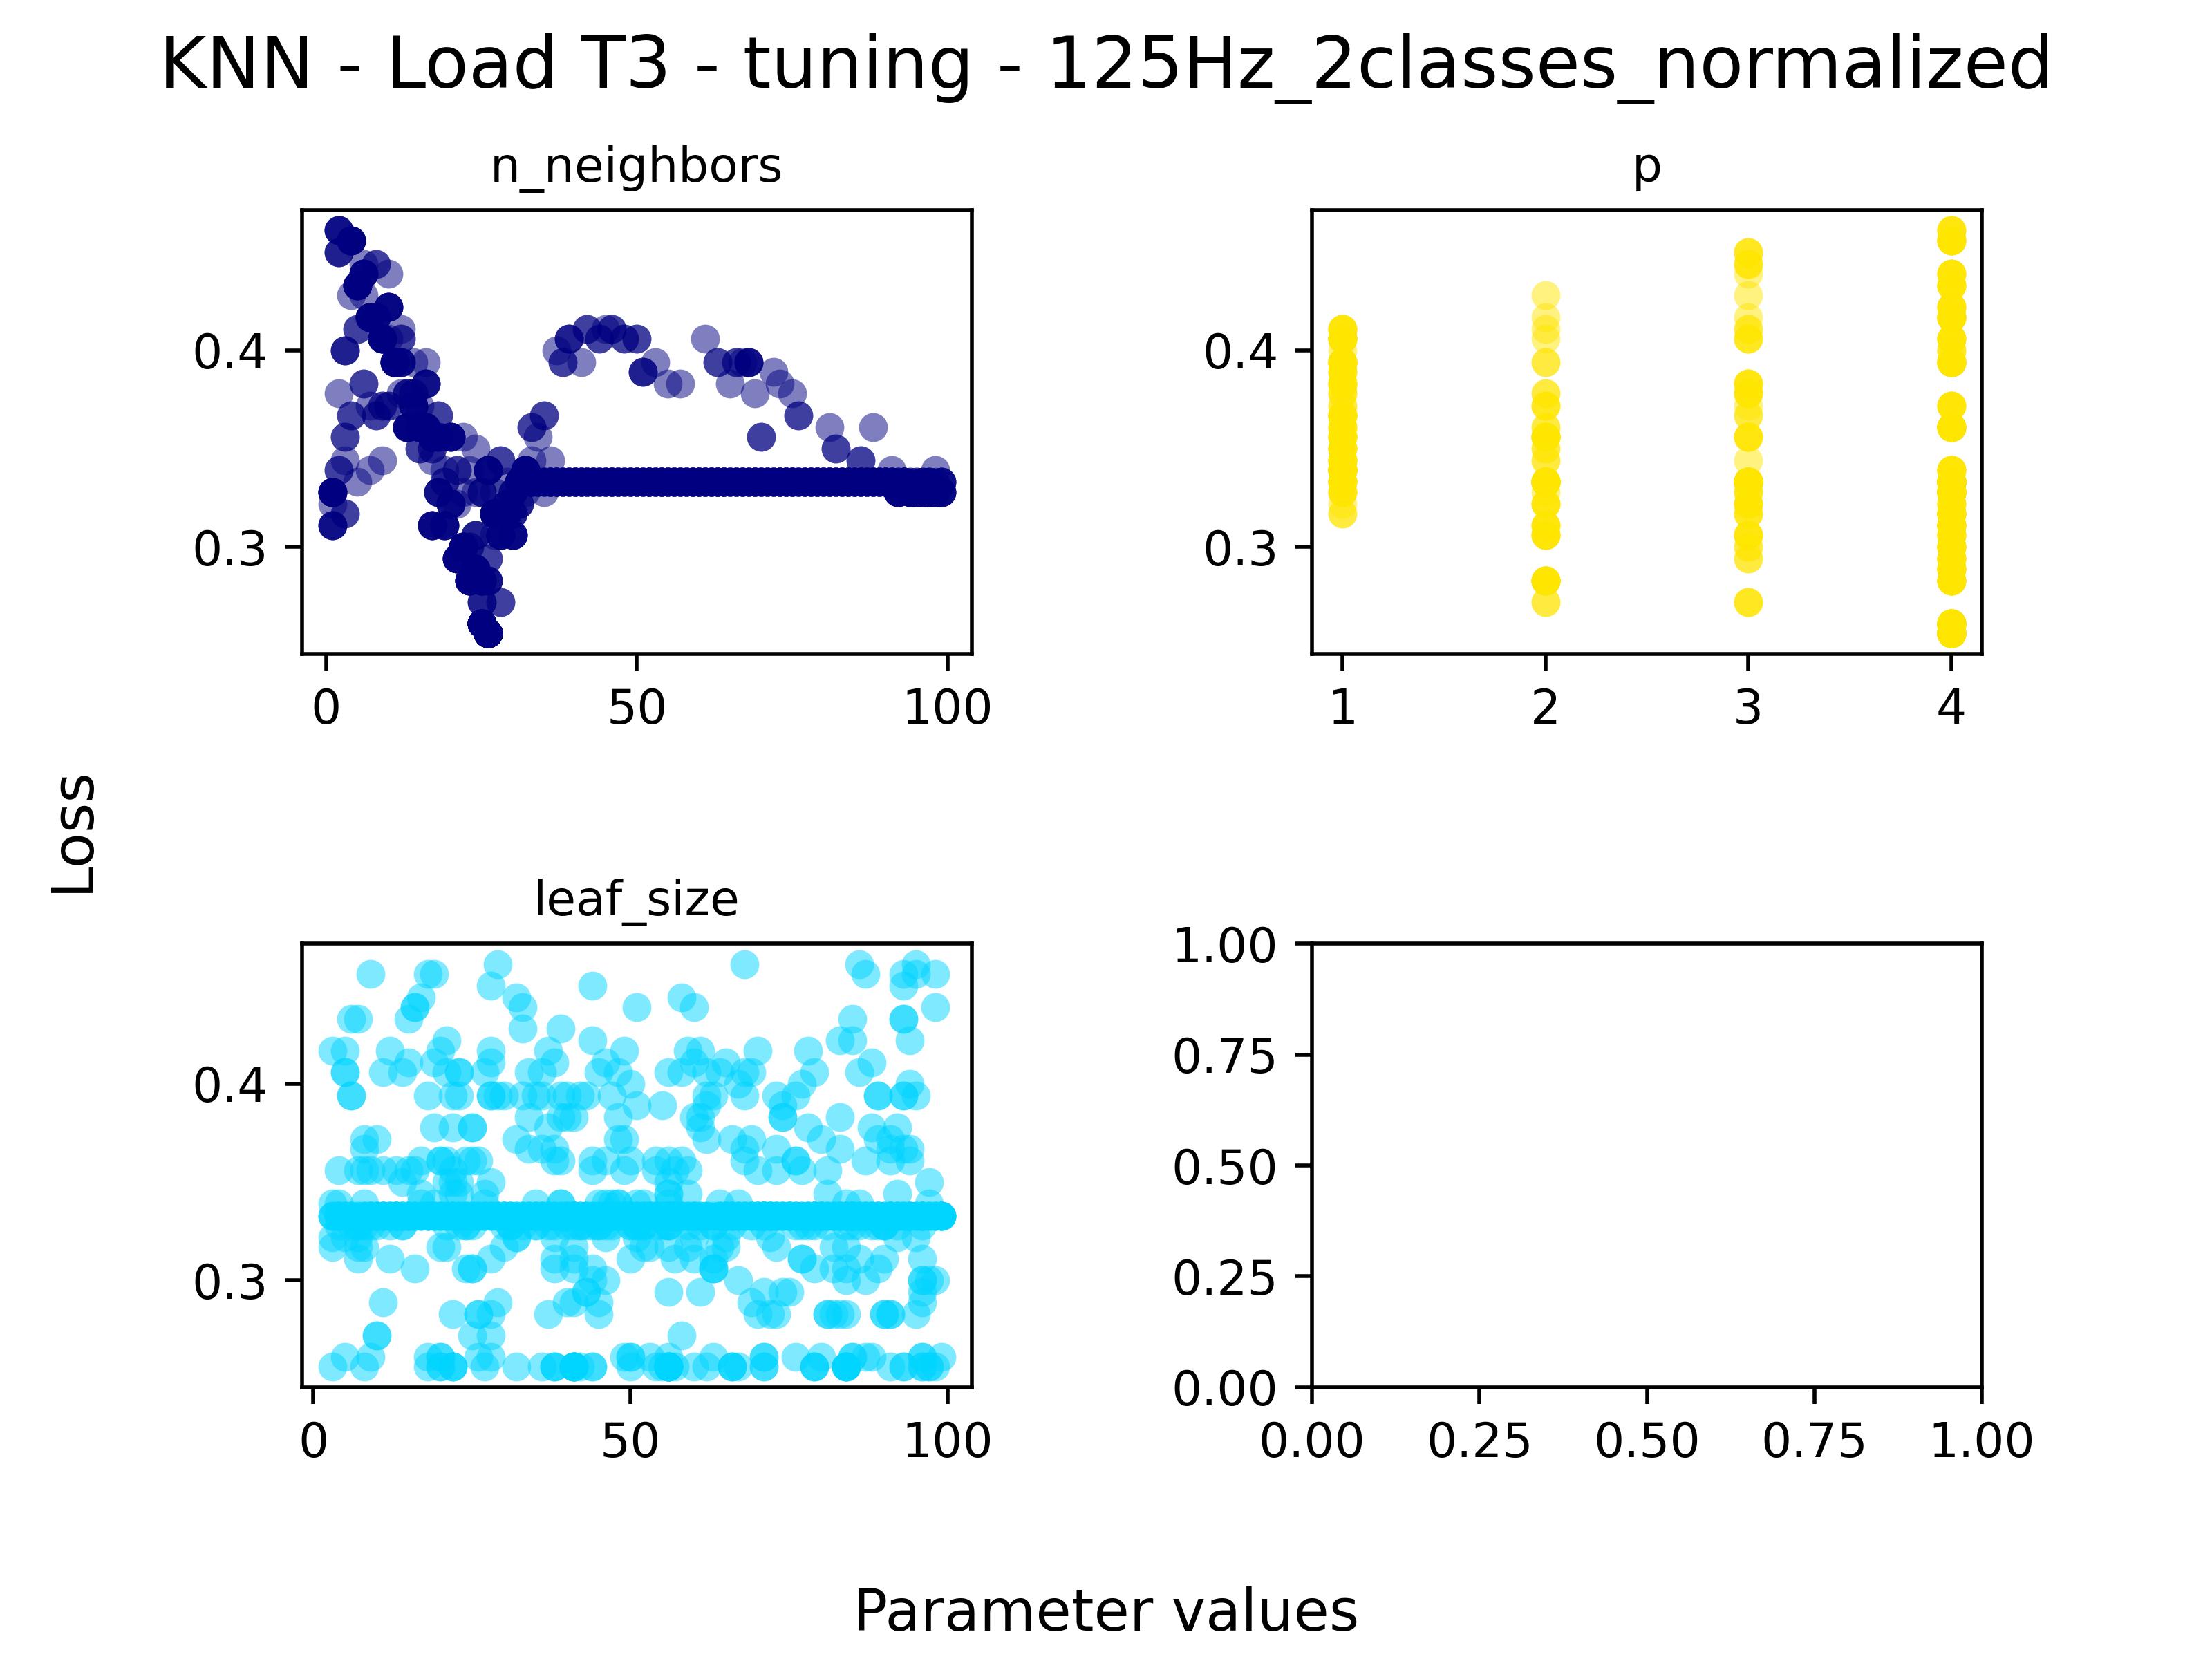 KNN - Load T3 - tuning - 125Hz_2classes_normalized
n_neighbors
0.4
0.3
0 50 100
p
0.4
0.3
1 2 3 4
Loss
leaf_size
0.4
0.3
0 50 100
1.00
0.75
0.50
0.25
0.00
0.00 0.25 0.50 0.75 1.00
Parameter values